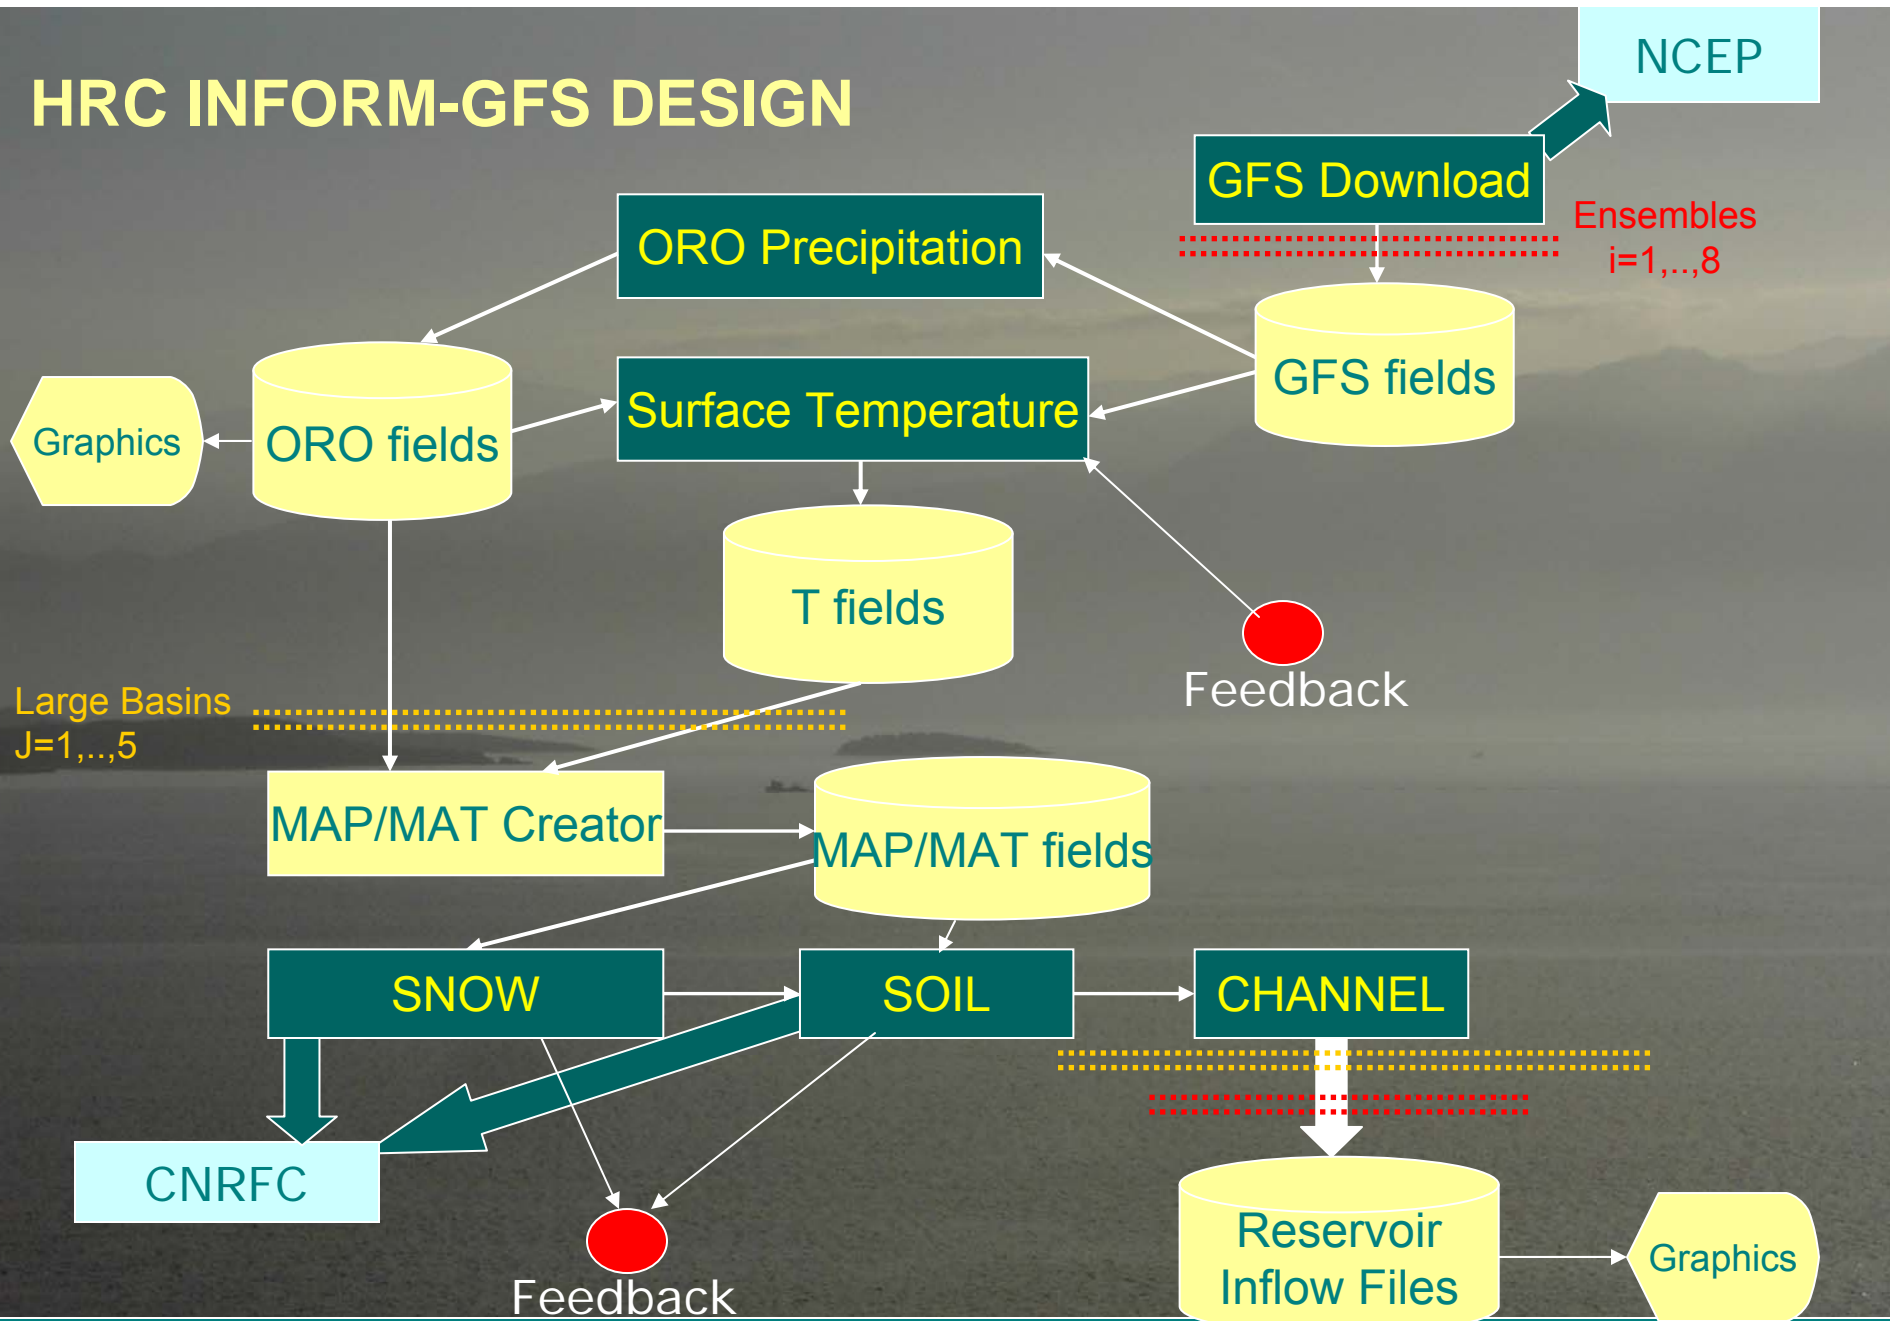 NCEP
HRC INFORM-GFS DESIGN
GFS Download
Ensembles
i=1,..,8
ORO Precipitation
GFS fields
Surface Temperature
Graphics
ORO fields
T fields
Feedback
Large Basins
J=1,..,5
MAP/MAT Creator
MAP/MAT fields
SNOW
SOIL
CHANNEL
CNRFC
Reservoir
Inflow Files
Graphics
Feedback